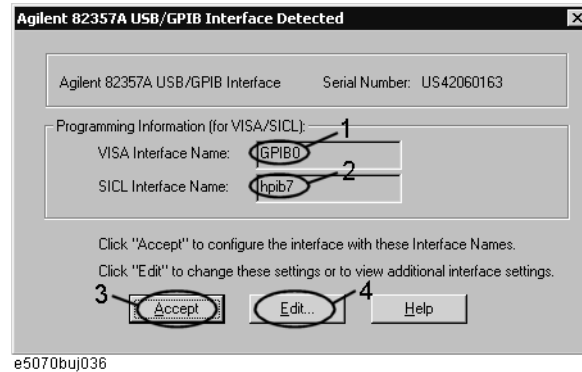 Agilent 82357A USB/GPIB Interface Detected
Agilent 82357A USB/GPIB Interface Serial Number: US42060163
Programming Information (for VISA/SICL): 1
VISA Interface Name: GPIB0
2
SICL Interface Name: hpib7
Click "Accept" to configure the interface with these Interface Names.
Click "Edit" to change these settings or to view additional interface settings.
3 4
Accept Edit... Help
e5070buj036